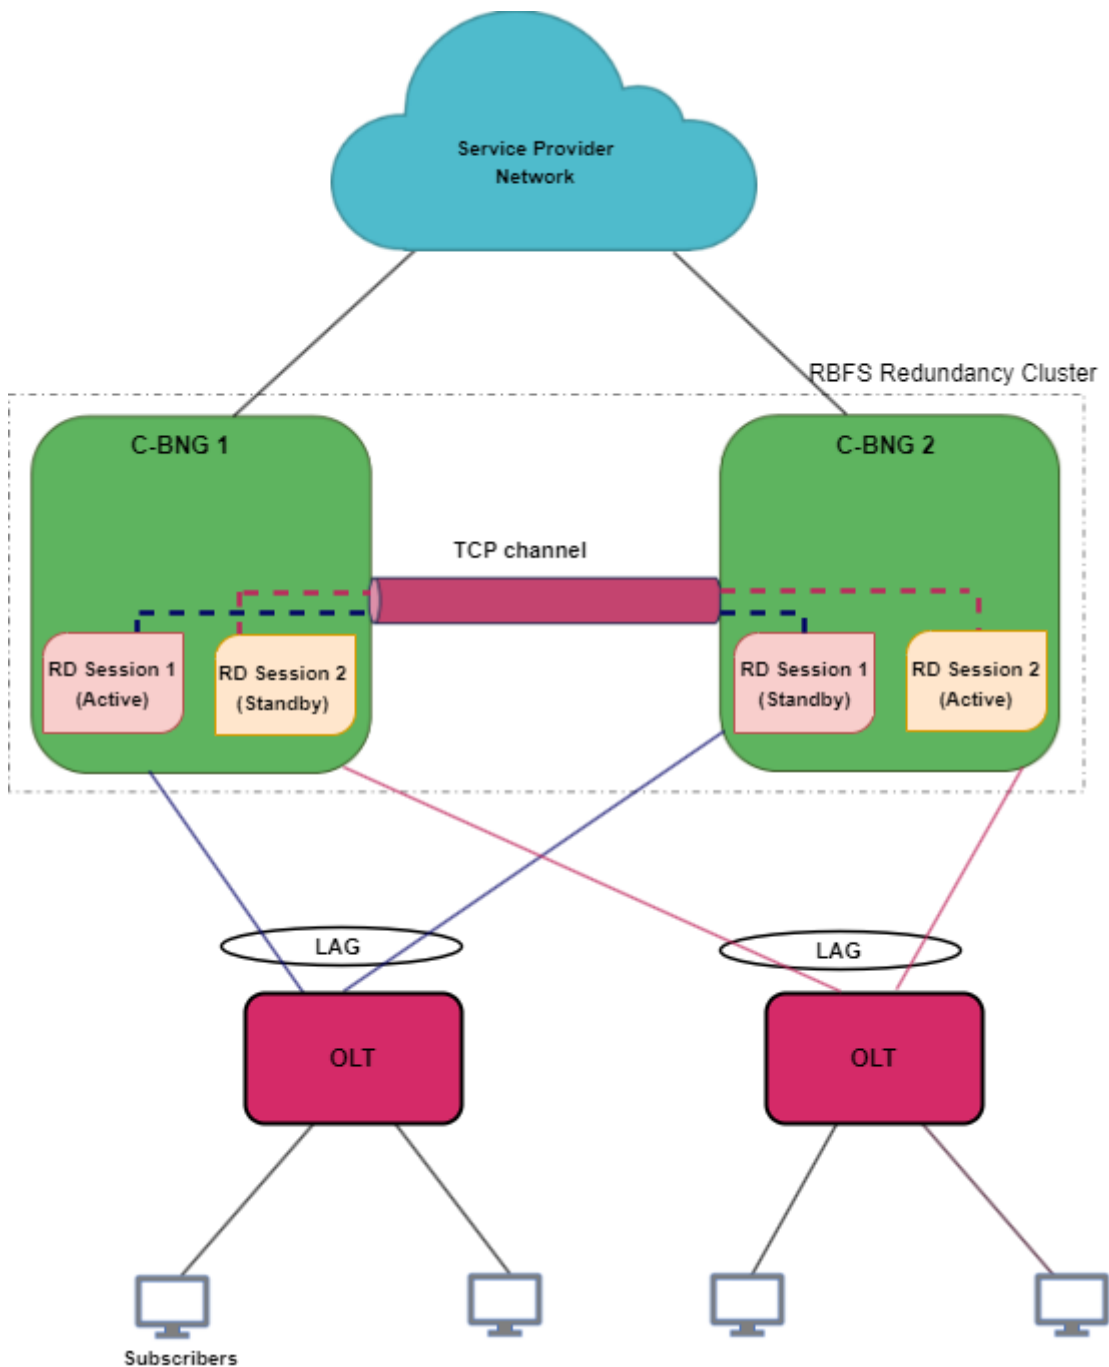 Service Provider
Network
RBFS Redundancy Cluster
C-BNG 1
C-BNG 2
TCP channel
RD Session 1
(Active)
RD Session 2
(Standby)
RD Session 1
(Standby)
RD Session 2
(Active)
LAG
LAG
OLT
OLT
Subscribers